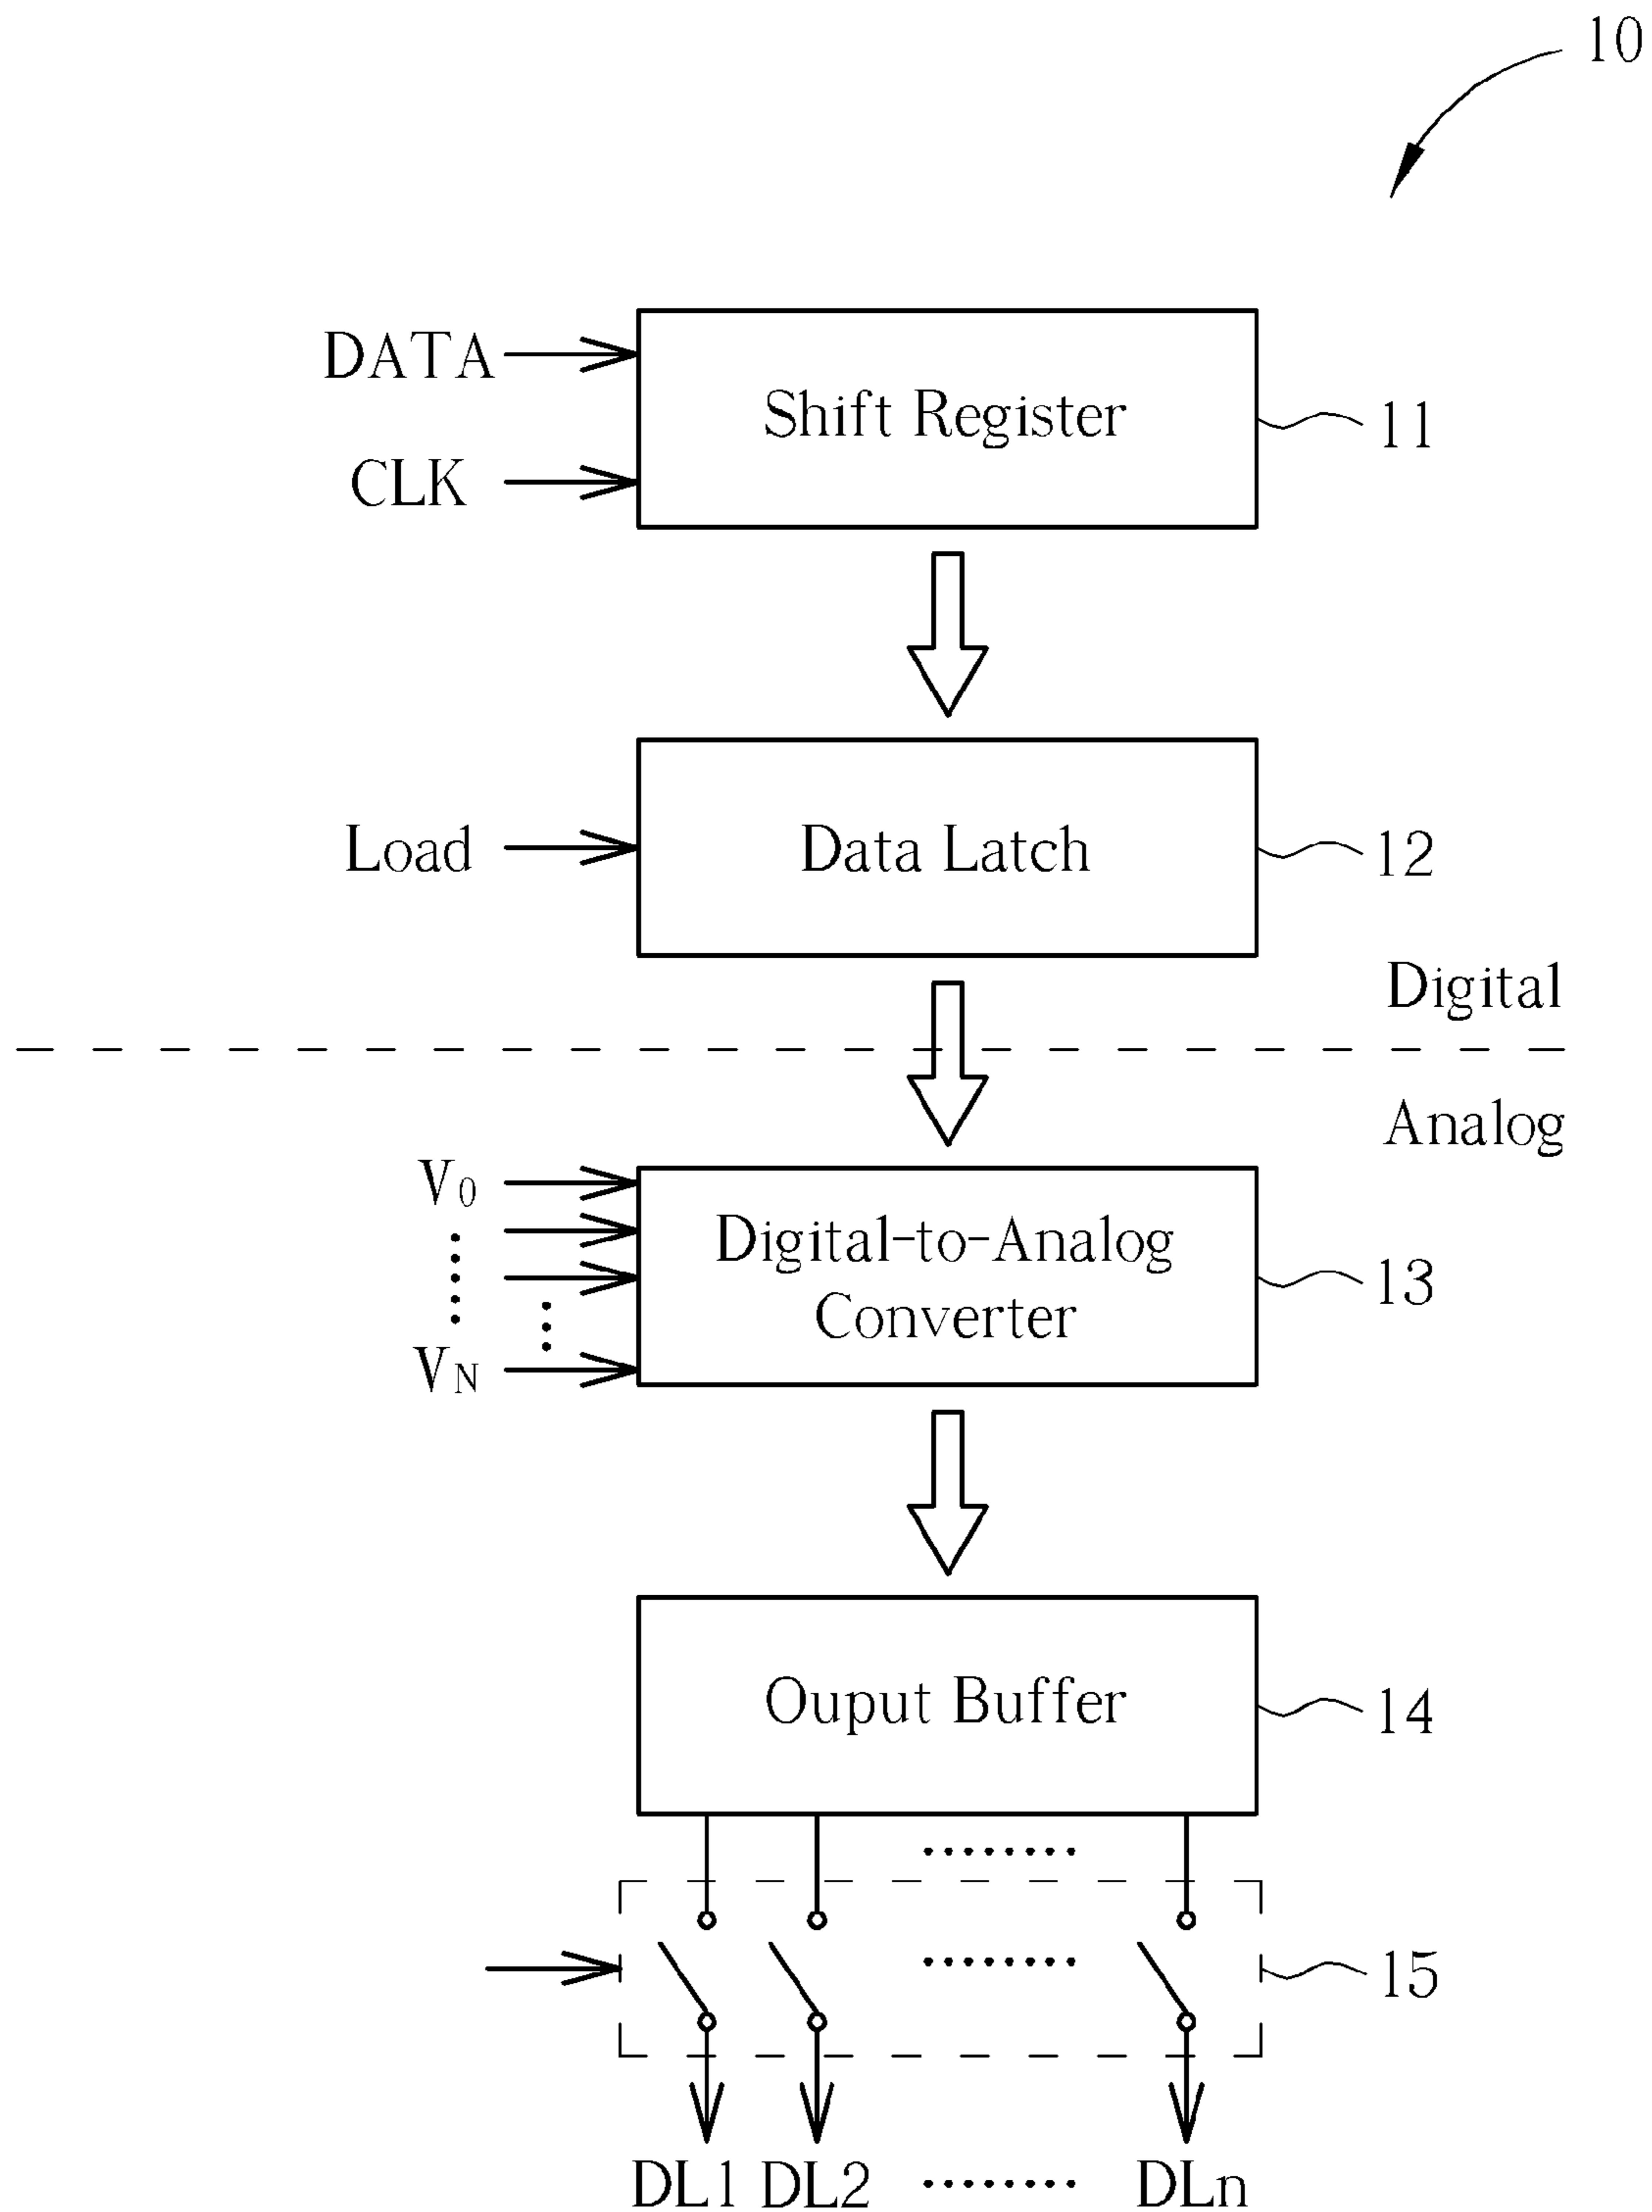 10
DATA
CLK
Shift Register
11
Load
Data Latch
12
Digital
Analog
V0
VN
Digital-to-Analog
Converter
13
Ouput Buffer
14
15
DL1 DL2 ........ DLn